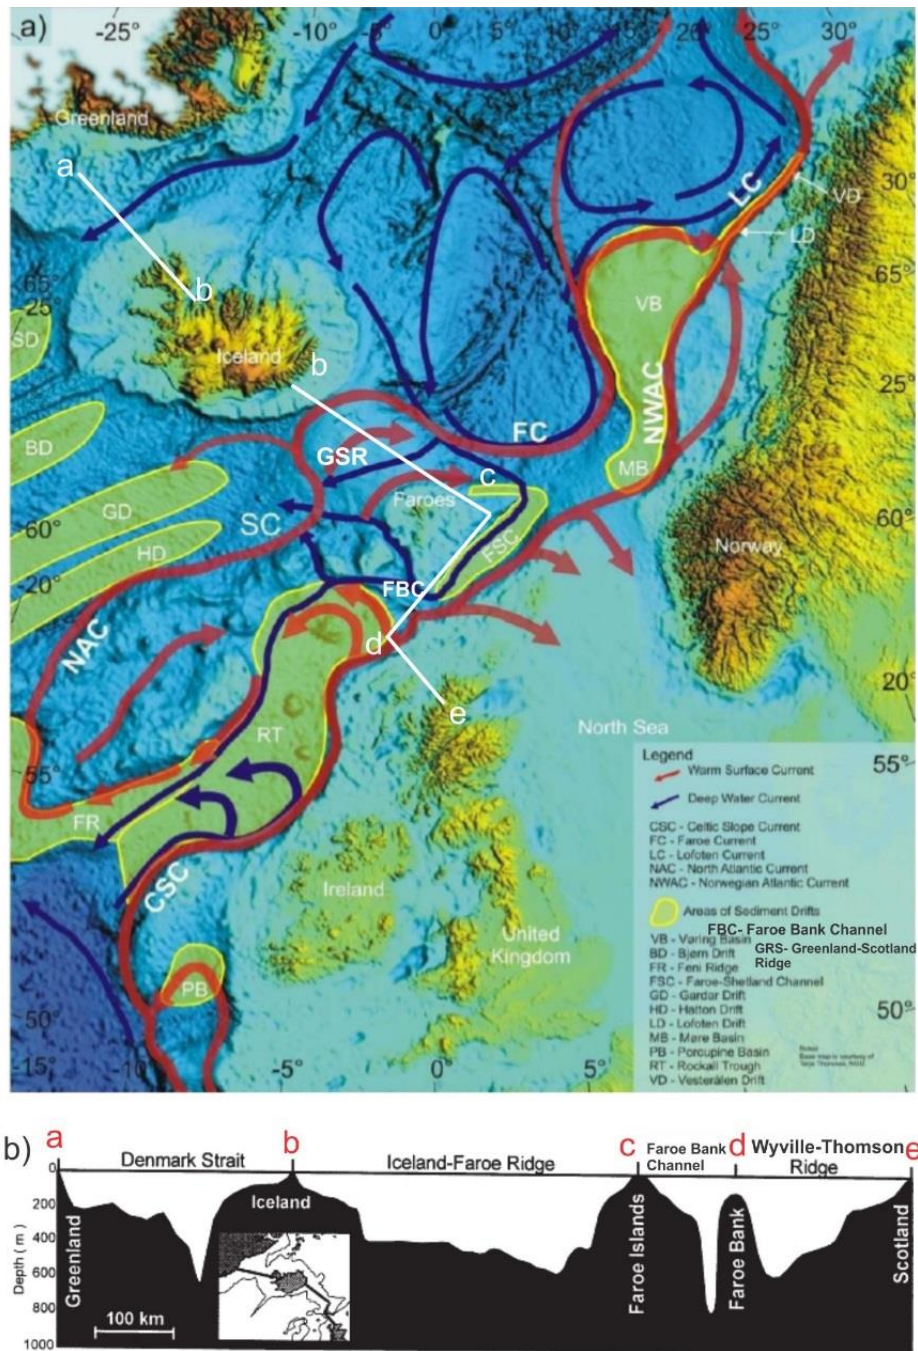 a)
-25°
-20°
-15°
-10°
0°
5°
10°
15°
20°
25°
30°
Greenland
a
30°
VD
LC
LD
65°
25°
b
65°
VB
SD
Iceland
b
25°
NWAC
FC
BD
GSR
MB
C
Faroes
GD
SC
60°
60°
FSC
Norway
HD
-20°
FBC
NAC
d
20°
e
North Sea
RT
Legend
Warm Surface Current
55°
55°
Deep Water Current
FR
CSC - Celtic Slope Current
FC - Faroe Current
LC - Lofoten Current
NAC - North Atlantic Current
NWAC - Norwegian Atlantic Current
CSC
Ireland
Areas of Sediment Drifts
FBC- Faroe Bank Channel
United
Kingdom
VB - Vøring Basin
GRS- Greenland-Scotland
Ridge
BD - Bjørn Drift
FR - Feni Ridge
FSC - Faroe-Shetland Channel
PB
GD - Gardar Drift
HD - Hatton Drift
50°
50°
LD - Lofoten Drift
MB - Møre Basin
PB - Porcupine Basin
RT - Rockall Trough
VD - Vesterålen Drift
15°
-10°
-5°
0°
5°
b)
a
b
c
d
e
Denmark Strait
Iceland-Faroe Ridge
Faroe Bank
Channel
Wyville-Thomson
Ridge
Depth (m)
0
200
400
600
800
1000
Greenland
Iceland
Faroe Islands
Faroe Bank
Scotland
100 km